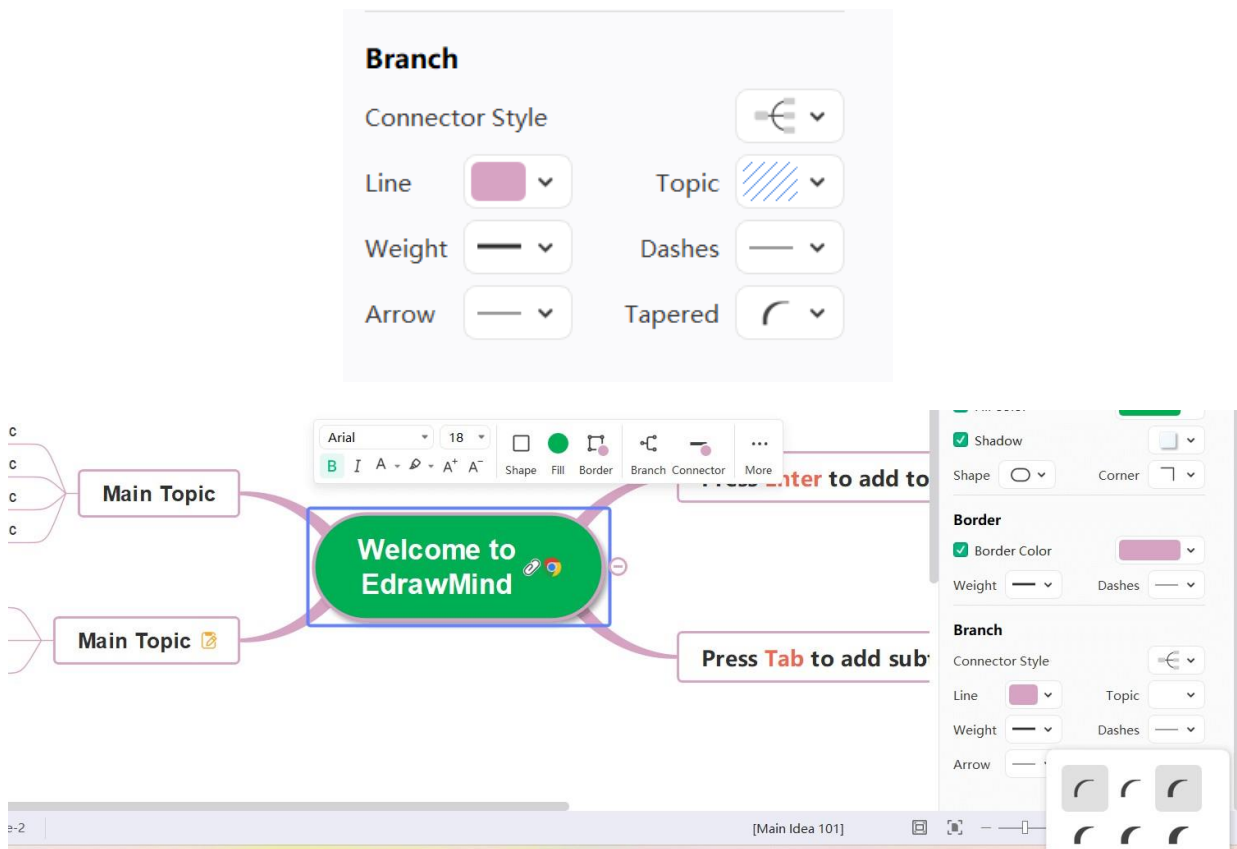 Branch
Connector Style
Line
Topic
Weight
Dashes
Arrow
Tapered
c
c
c
c
Main Topic
Main Topic
Arial
18
B I A A+ A-
Shape Fill Border Branch Connector More
Welcome to
EdrawMind
Press Enter to add to
Press Tab to add sub
Shadow
Shape
Corner
Border
Border Color
Weight
Dashes
Branch
Connector Style
Line
Topic
Weight
Dashes
Arrow
e-2
[Main Idea 101]